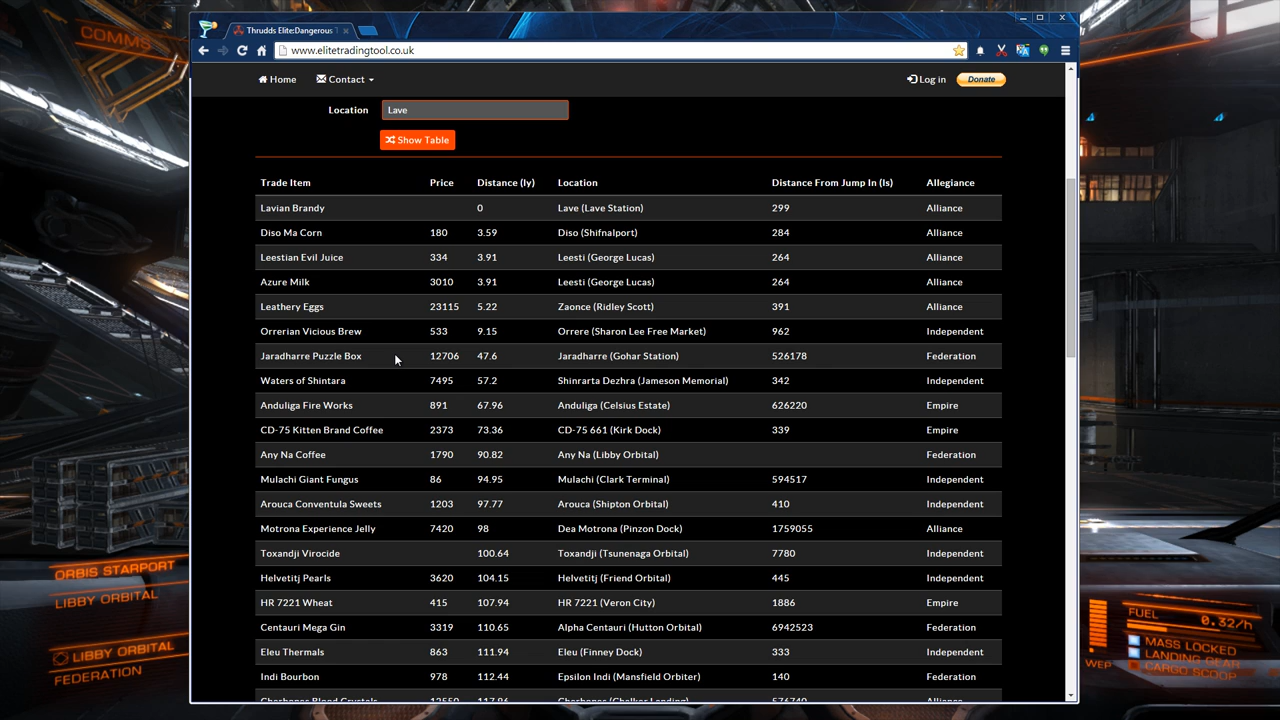 COMMS
Thrudds Elite:Dangerous T
www.elitetradingtool.co.uk
Home Contact Log in Donate
Location Lave
Show Table
Trade Item Price Distance (ly) Location Distance From Jump In (ls) Allegiance
Lavian Brandy 0 Lave (Lave Station) 299 Alliance
Diso Ma Corn 180 3.59 Diso (Shifnalport) 284 Alliance
Leestian Evil Juice 334 3.91 Leesti (George Lucas) 264 Alliance
Azure Milk 3010 3.91 Leesti (George Lucas) 264 Alliance
Leathery Eggs 23115 5.22 Zaonce (Ridley Scott) 391 Alliance
Orrerian Vicious Brew 533 9.15 Orrere (Sharon Lee Free Market) 962 Independent
Jaradharre Puzzle Box 12706 47.6 Jaradharre (Gohar Station) 526178 Federation
Waters of Shintara 7495 57.2 Shinrarta Dezhra (Jameson Memorial) 342 Independent
Anduliga Fire Works 891 67.96 Anduliga (Celsius Estate) 626220 Empire
CD-75 Kitten Brand Coffee 2373 73.36 CD-75 661 (Kirk Dock) 339 Empire
Any Na Coffee 1790 90.82 Any Na (Libby Orbital) Federation
Mulachi Giant Fungus 86 94.95 Mulachi (Clark Terminal) 594517 Independent
Arouca Conventula Sweets 1203 97.77 Arouca (Shipton Orbital) 410 Independent
Motrona Experience Jelly 7420 98 Dea Motrona (Pinzon Dock) 1759055 Alliance
Toxandji Virocide 100.64 Toxandji (Tsunenaga Orbital) 7780 Independent
Helvetitj Pearls 3620 104.15 Helvetitj (Friend Orbital) 445 Independent
HR 7221 Wheat 415 107.94 HR 7221 (Veron City) 1886 Empire
Centauri Mega Gin 3319 110.65 Alpha Centauri (Hutton Orbital) 6942523 Federation
Eleu Thermals 863 111.94 Eleu (Finney Dock) 333 Independent
Indi Bourbon 978 112.44 Epsilon Indi (Mansfield Orbiter) 140 Federation
ORBIS STARPORT
LIBBY ORBITAL
LIBBY ORBITAL
FEDERATION
FUEL 0.32/h
WEP
MASS LOCKED
LANDING GEAR
CARGO SCOOP